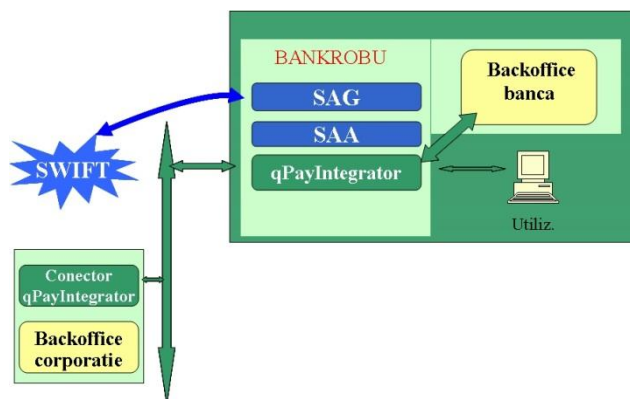 BANKROBU
SAG
SAA
qPayIntegrator
Backoffice
banca
Utiliz.
SWIFT
Conector
qPayIntegrator
Backoffice
corporatie